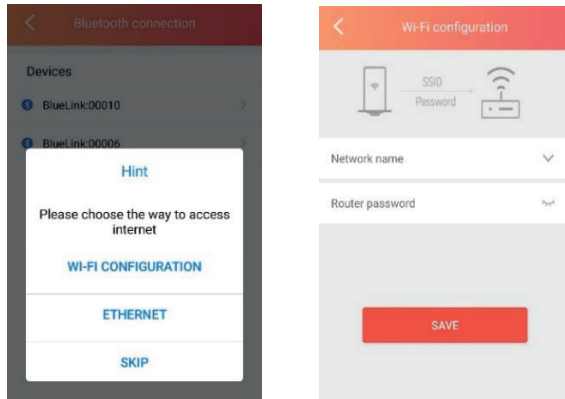 Bluetooth connection
Devices
BlueLink:00010
BlueLink:00006
Hint
Please choose the way to access
internet
WI-FI CONFIGURATION
ETHERNET
SKIP
Wi-Fi configuration
SSID
Password
Network name
Router password
SAVE